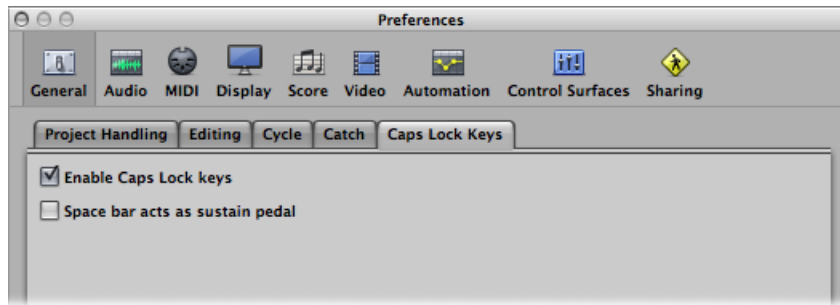 Preferences
General Audio MIDI Display Score Video Automation Control Surfaces Sharing
Project Handling Editing Cycle Catch Caps Lock Keys
Enable Caps Lock keys
Space bar acts as sustain pedal